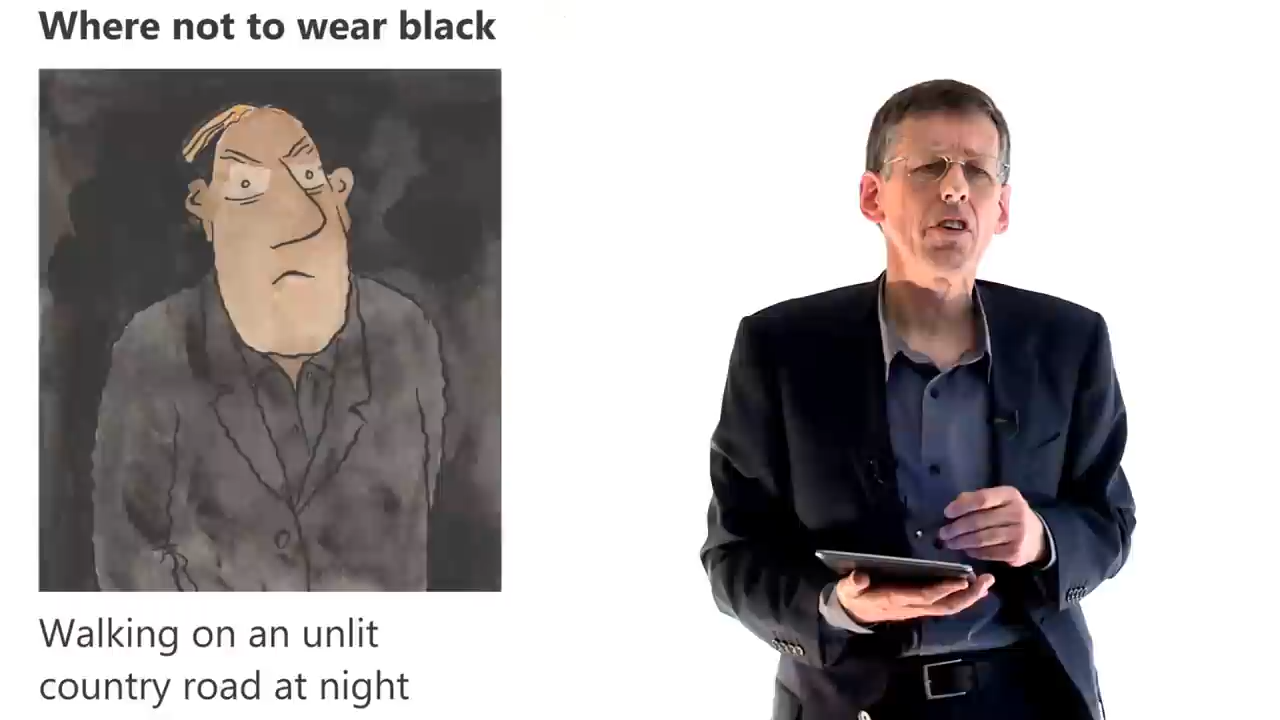 Where not to wear black
Walking on an unlit
country road at night